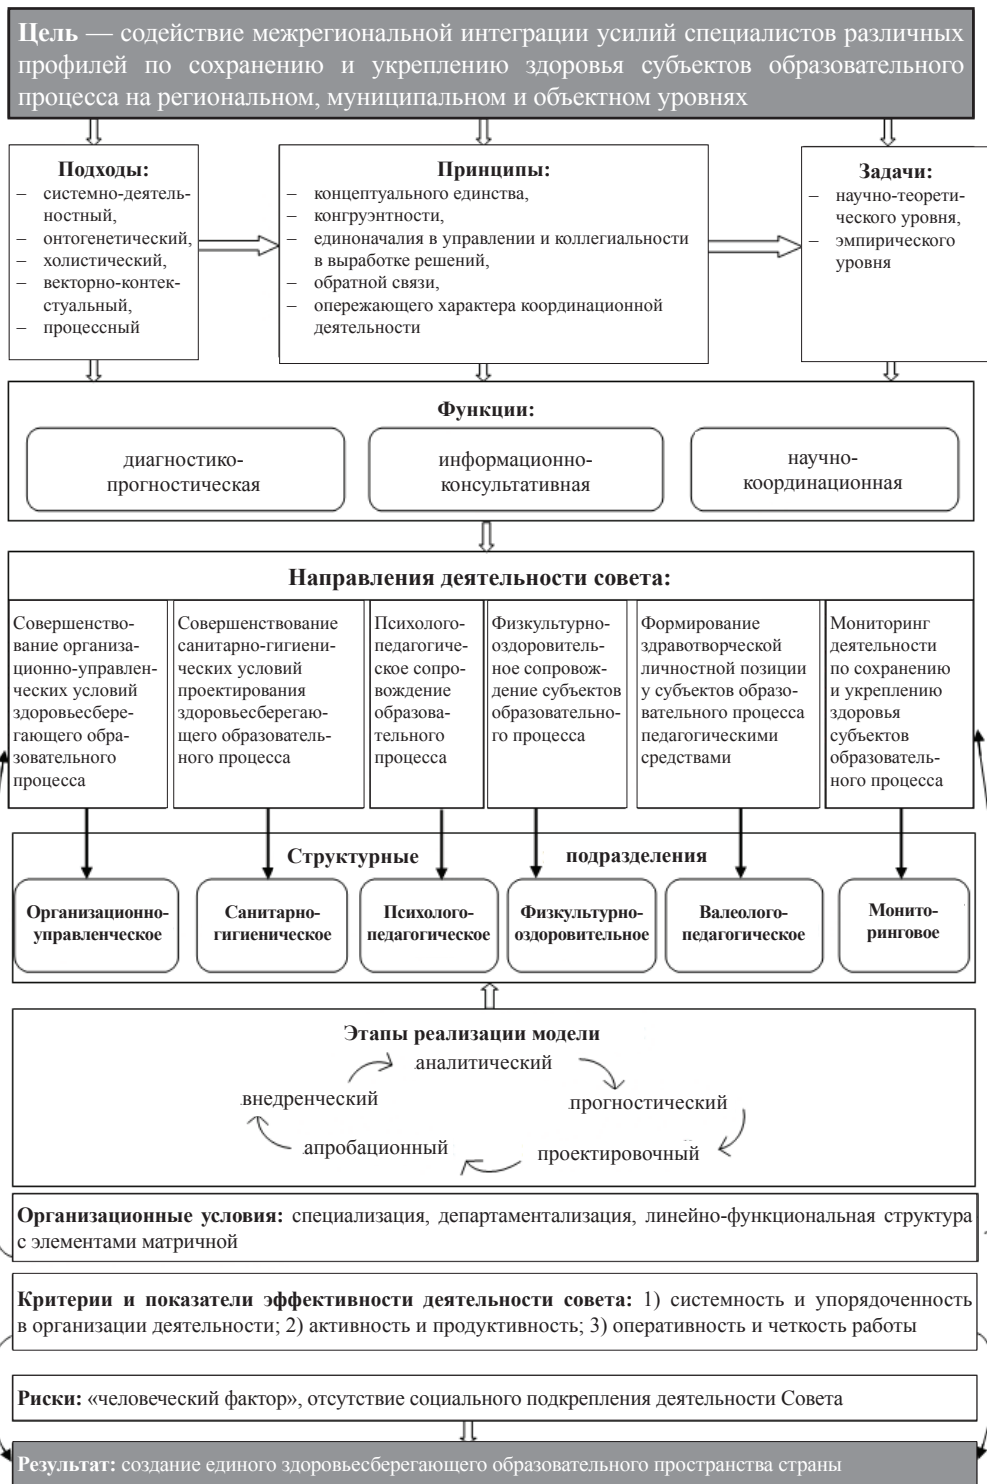 Цель — содействие межрегиональной интеграции усилий специалистов различных
профилей по сохранению и укреплению здоровья субъектов образовательного
процесса на региональном, муниципальном и объектном уровнях
Подходы:
– системно-деятель-
ностный,
– онтогенетический,
– холистический,
– векторно-контек-
стуальный,
– процессный
Принципы:
– концептуального единства,
– конгруэнтности,
– единоначалия в управлении и коллегиальности
в выработке решений,
– обратной связи,
– опережающего характера координационной
деятельности
Задачи:
– научно-теорети-
ческого уровня,
– эмпирического
уровня
Функции:
диагностико-
прогностическая
информационно-
консультативная
научно-
координационная
Направления деятельности совета:
Совершенство-
вание организа-
ционно-управлен-
ческих условий
здоровьесбере-
гающего обра-
зовательного
процесса
Совершенствование
санитарно-гигиени-
ческих условий
проектирования
здоровьесберегаю-
щего образователь-
ного процесса
Психолого-
педагогиче-
ское сопро-
вождение
образова-
тельного
процесса
Физкультурно-
оздоровитель-
ное сопровож-
дение субъектов
образовательно-
го процесса
Формирование
здравотворческой
личностной позиции
у субъектов образо-
вательного процесса
педагогическими
средствами
Мониторинг
деятельности
по сохранению
и укреплению
здоровья
субъектов
образователь-
ного процесса
Структурные подразделения
Организационно-
управленческое
Санитарно-
гигиеническое
Психолого-
педагогическое
Физкультурно-
оздоровительное
Валеолого-
педагогическое
Монито-
ринговое
Этапы реализации модели
аналитический
прогностический
проектировочный
апробационный
внедренческий
Организационные условия: специализация, департаментализация, линейно-функциональная структура
с элементами матричной
Критерии и показатели эффективности деятельности совета: 1) системность и упорядоченность
в организации деятельности; 2) активность и продуктивность; 3) оперативность и четкость работы
Риски: «человеческий фактор», отсутствие социального подкрепления деятельности Совета
Результат: создание единого здоровьесберегающего образовательного пространства страны